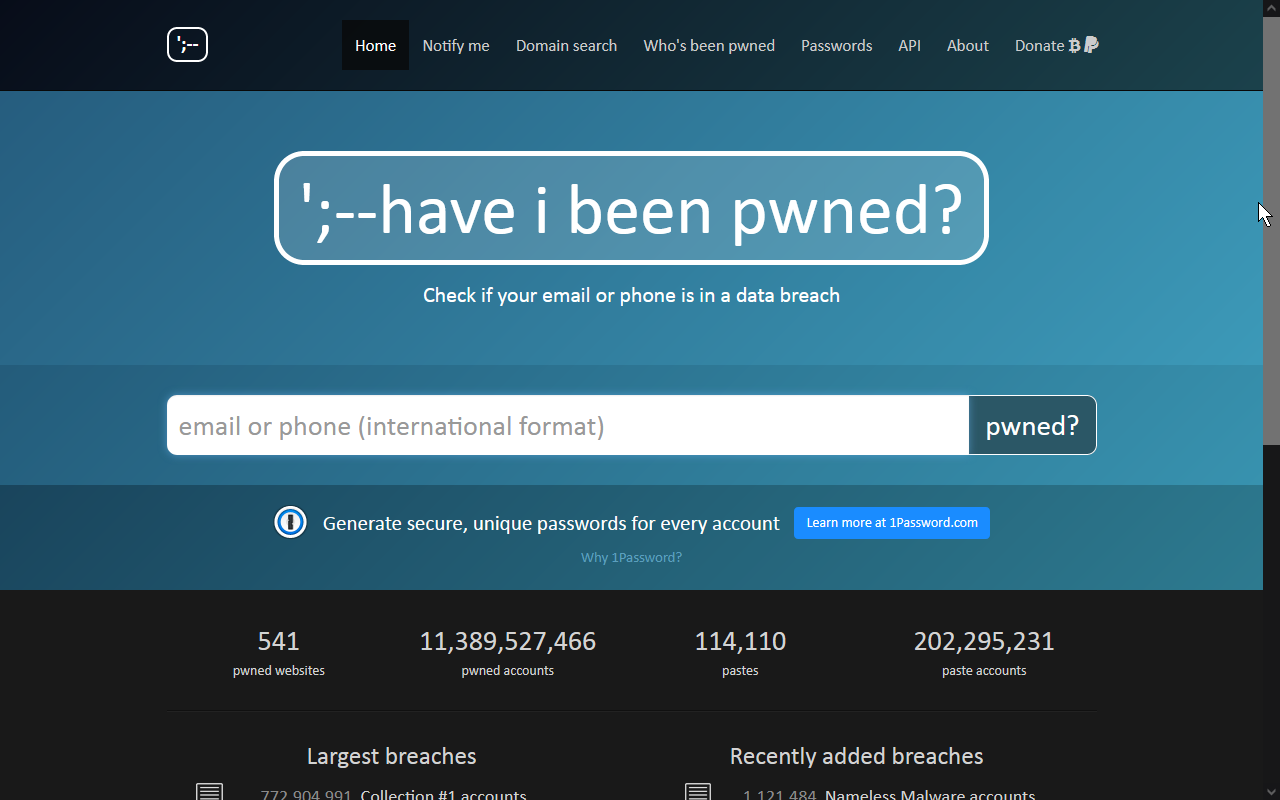 ';--
Home Notify me Domain search Who's been pwned Passwords API About Donate
';--have i been pwned?
Check if your email or phone is in a data breach
email or phone (international format) pwned?
Generate secure, unique passwords for every account Learn more at 1Password.com
Why 1Password?
541 11,389,527,466 114,110 202,295,231
pwned websites pwned accounts pastes paste accounts
Largest breaches Recently added breaches
772,904,991 Collection #1 accounts 1,121,484 Nameless Malware accounts